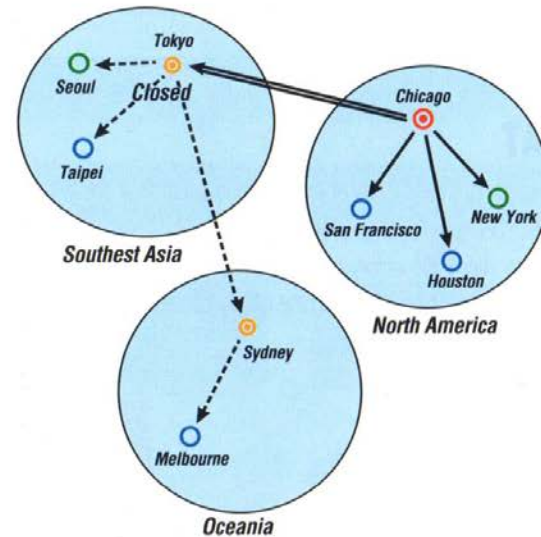 Tokyo
Seoul
Closed
Taipei
Southest Asia
Chicago
San Francisco
New York
Houston
North America
Sydney
Melbourne
Oceania